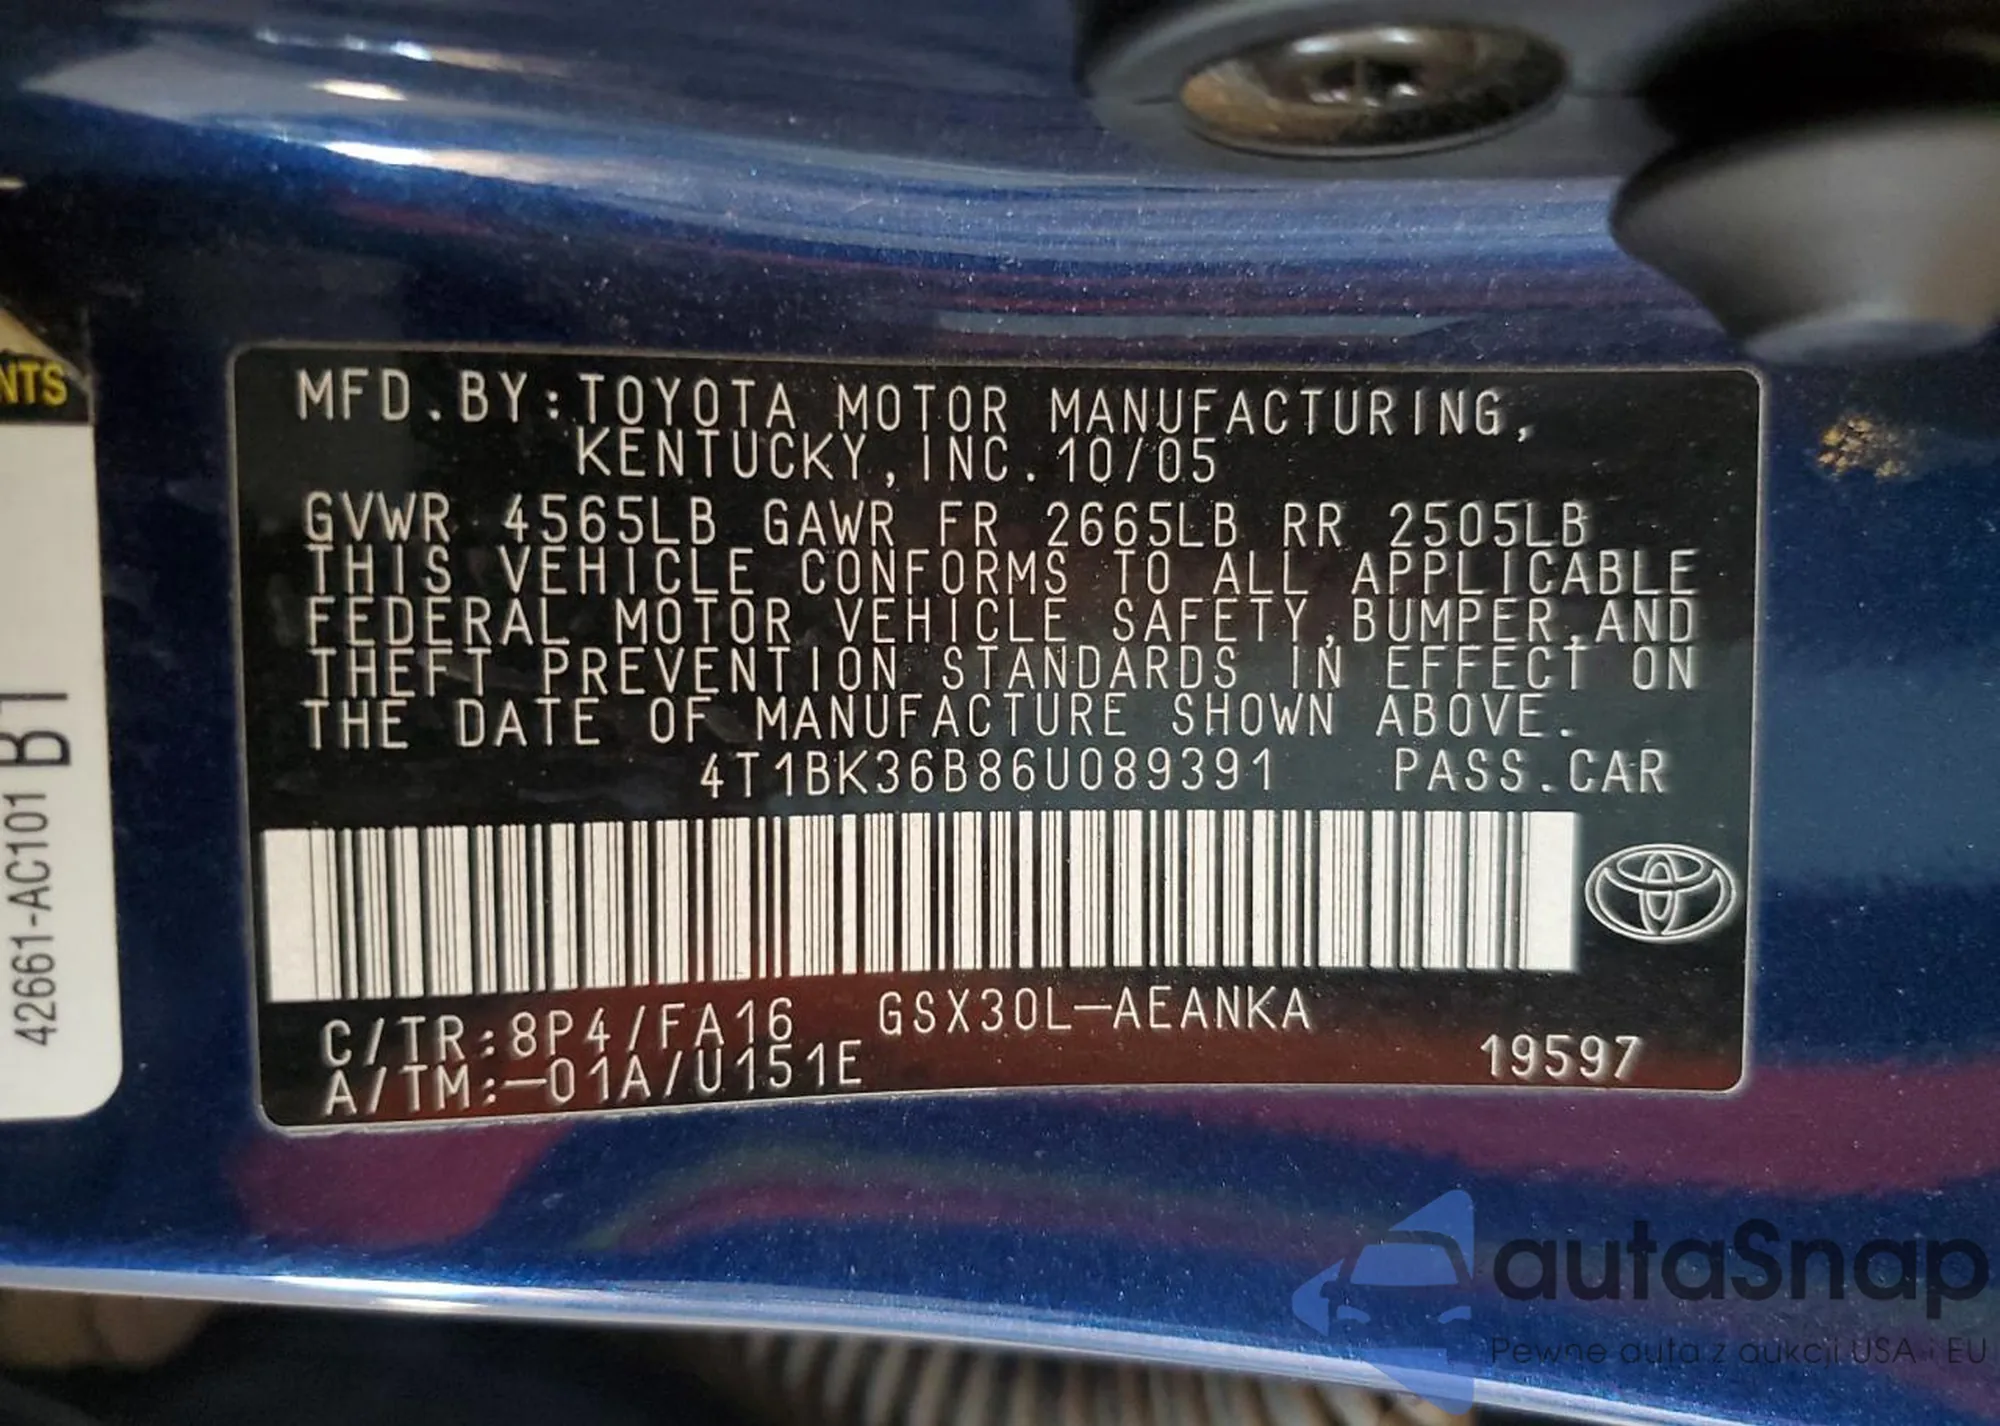 MFD.BY:TOYOTA MOTOR MANUFACTURING,
KENTUCKY,INC.10/05
GVWR 4565LB GAWR FR 2665LB RR 2505LB
THIS VEHICLE CONFORMS TO ALL APPLICABLE
FEDERAL MOTOR VEHICLE SAFETY,BUMPER,AND
THEFT PREVENTION STANDARDS IN EFFECT ON
THE DATE OF MANUFACTURE SHOWN ABOVE.
4T1BK36B86U089391 PASS.CAR
C/TR:8P4/FA16 GSX30L-AEANKA
A/TM:-01A/U151E 19597
NTS
42661-AC101 B1
autaSnap
Pewne auta z aukcji USA i EU